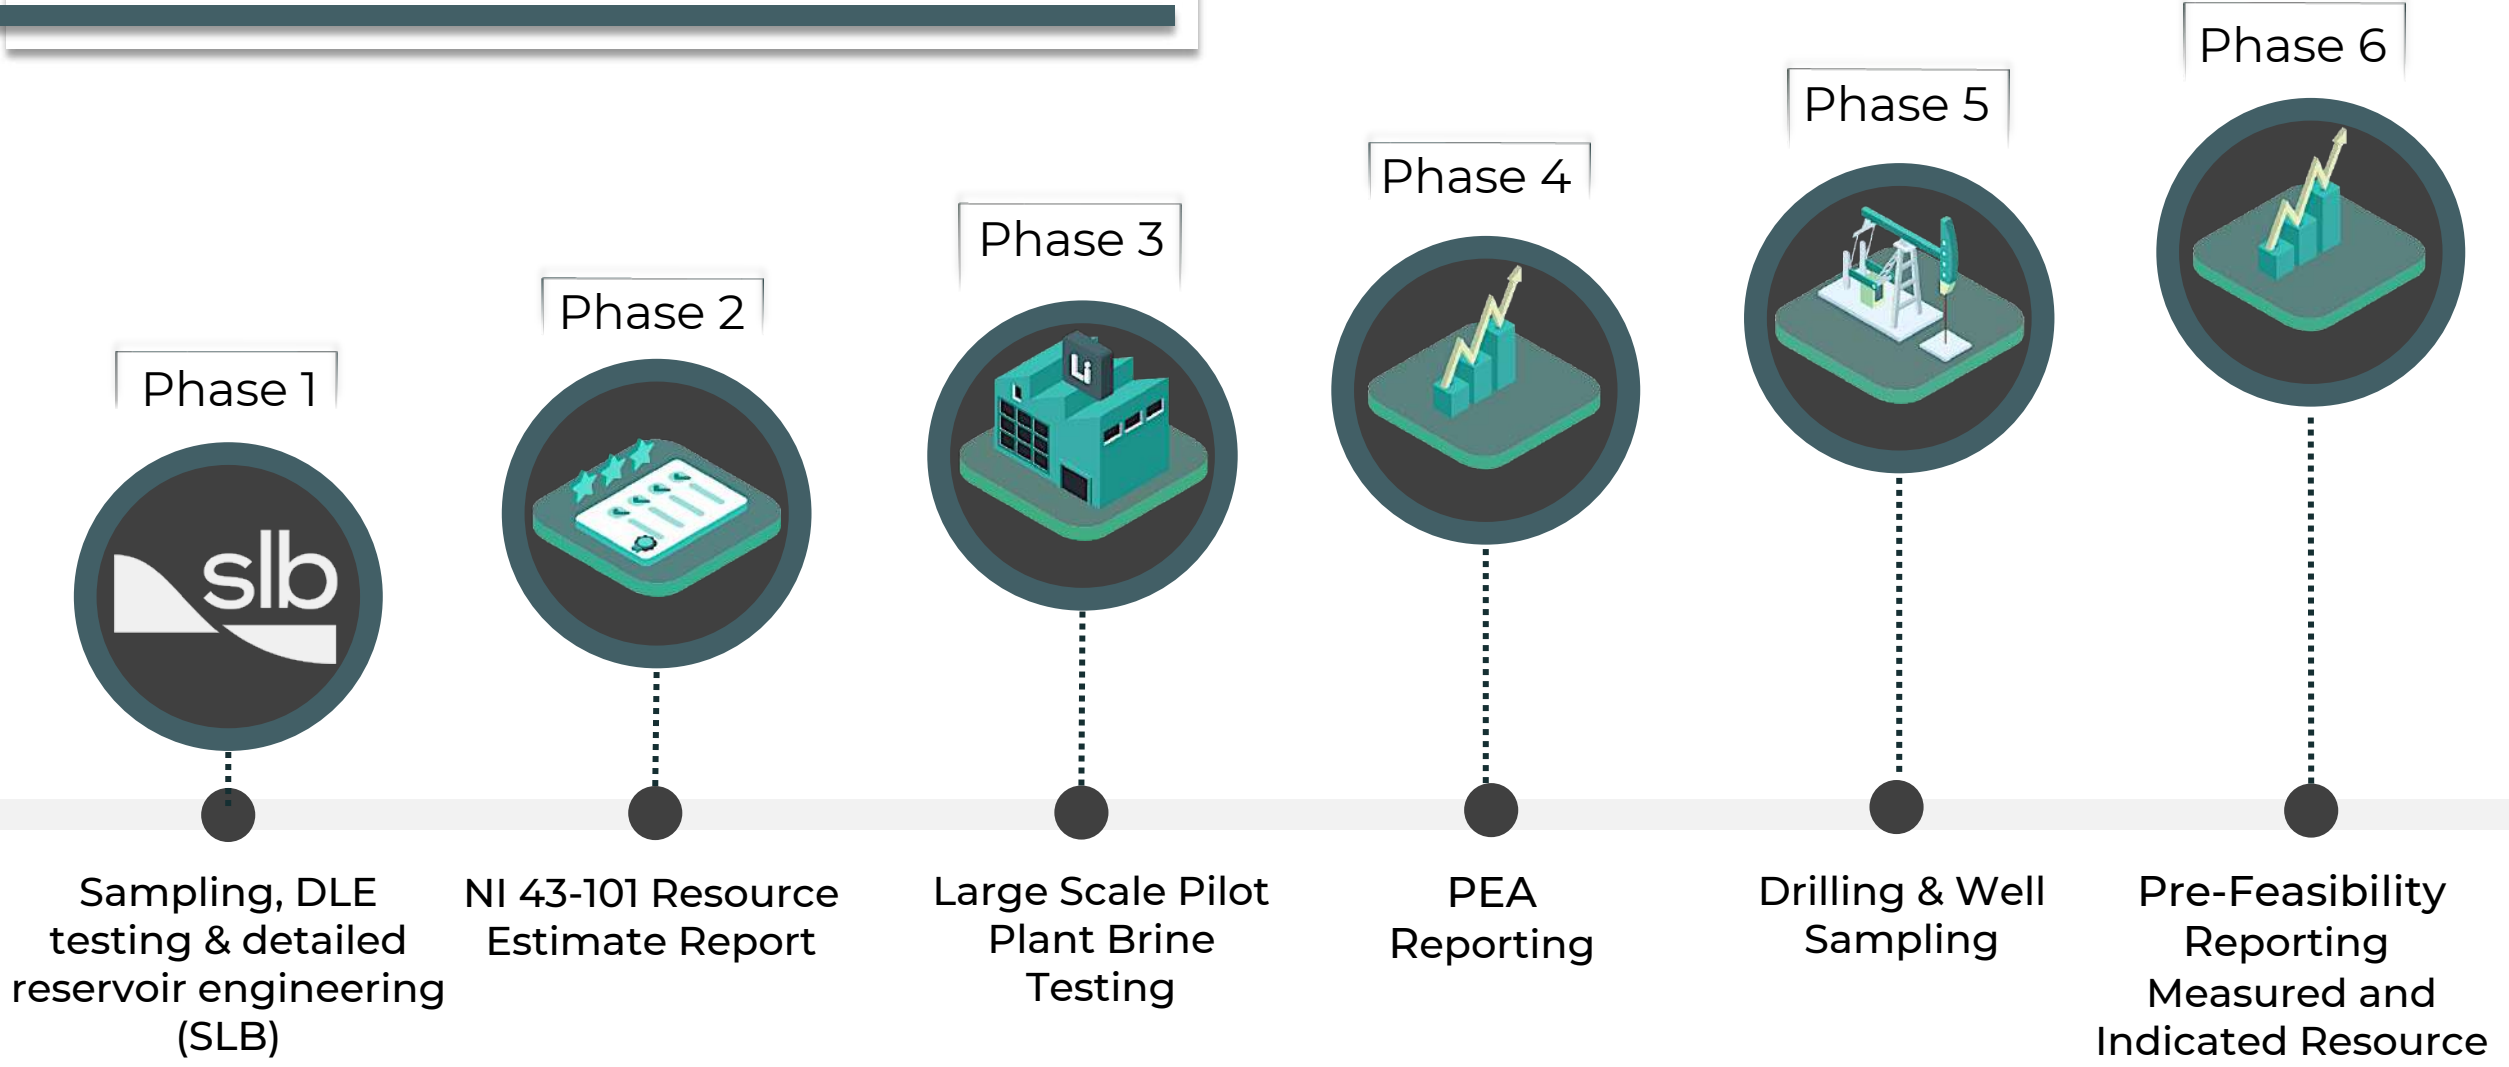 Phase 1
slb
Sampling, DLE
testing & detailed
reservoir engineering
(SLB)
Phase 2
NI 43-101 Resource
Estimate Report
Phase 3
Li
Large Scale Pilot
Plant Brine
Testing
Phase 4
PEA
Reporting
Phase 5
Drilling & Well
Sampling
Phase 6
Pre-Feasibility
Reporting
Measured and
Indicated Resource